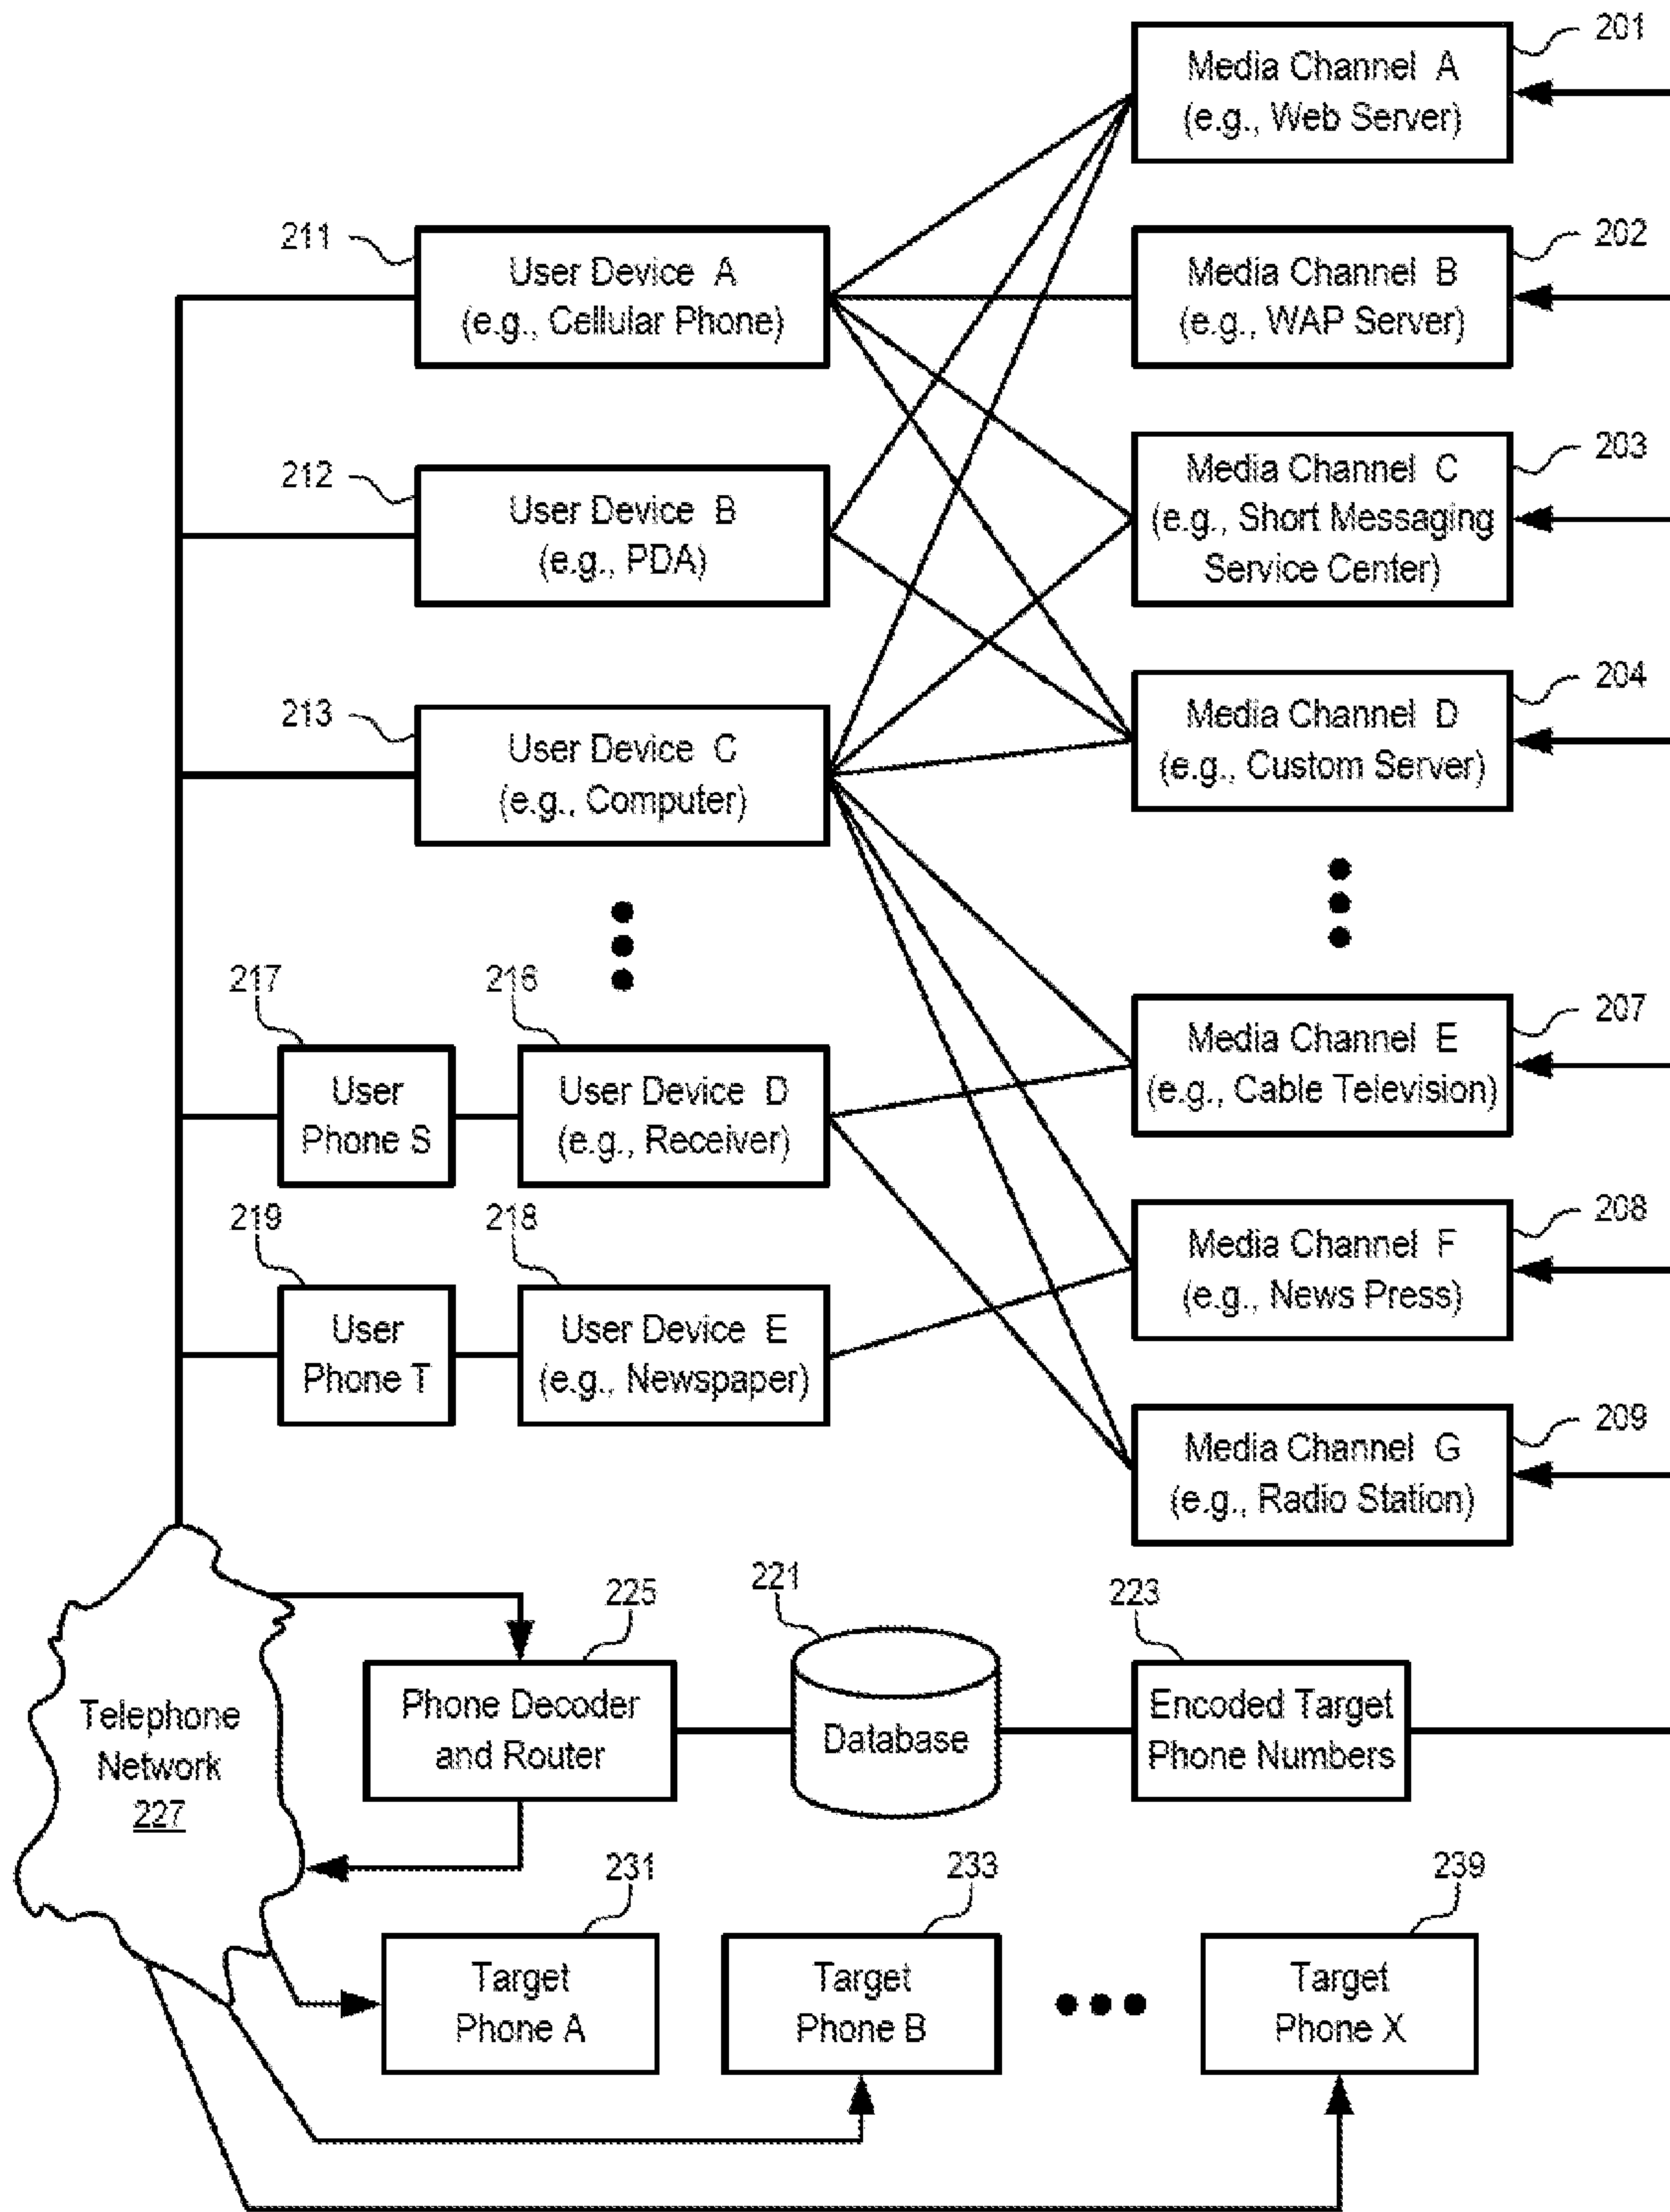 201
Media Channel A
(e.g., Web Server)
211
User Device A
(e.g., Cellular Phone)
202
Media Channel B
(e.g., WAP Server)
212
User Device B
(e.g., PDA)
203
Media Channel C
(e.g., Short Messaging
Service Center)
213
User Device C
(e.g., Computer)
204
Media Channel D
(e.g., Custom Server)
217
User
Phone S
216
User Device D
(e.g., Receiver)
207
Media Channel E
(e.g., Cable Television)
219
User
Phone T
218
User Device E
(e.g., Newspaper)
208
Media Channel F
(e.g., News Press)
209
Media Channel G
(e.g., Radio Station)
Telephone
Network
227
225
Phone Decoder
and Router
221
Database
223
Encoded Target
Phone Numbers
231
Target
Phone A
233
Target
Phone B
239
Target
Phone X